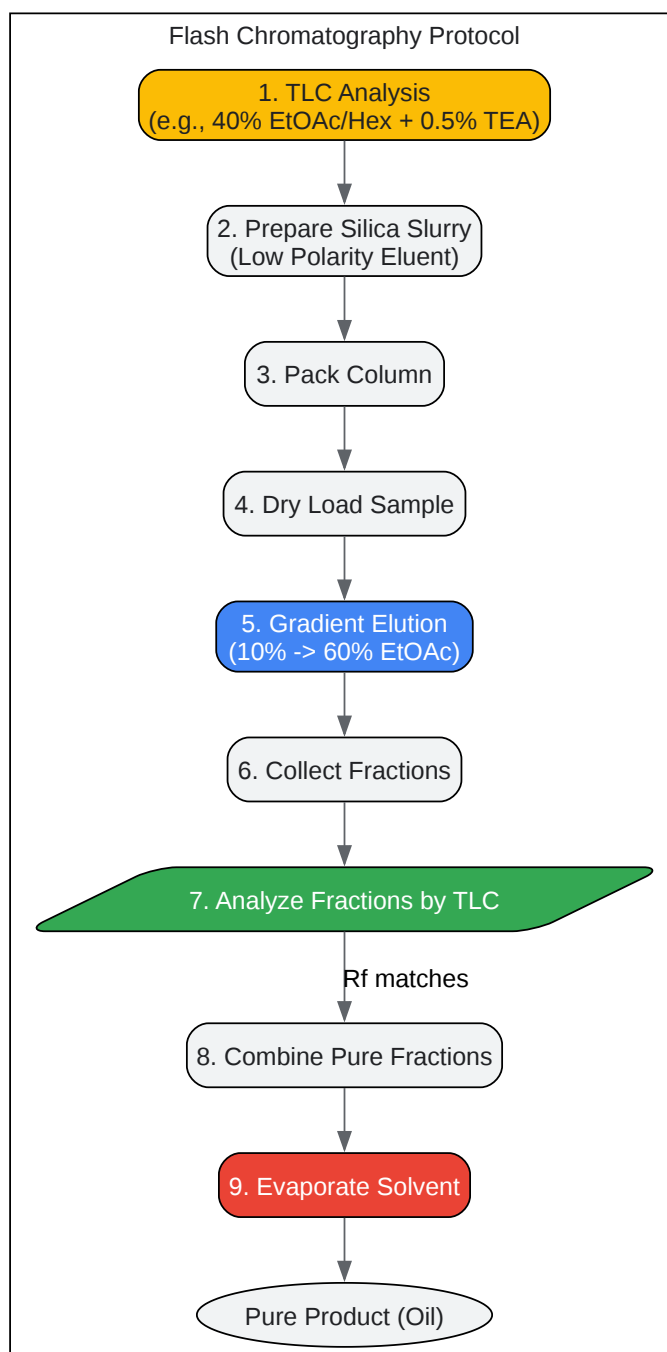 Flash Chromatography Protocol
1. TLC Analysis
(e.g., 40% EtOAc/Hex + 0.5% TEA)
2. Prepare Silica Slurry
(Low Polarity Eluent)
3. Pack Column
4. Dry Load Sample
5. Gradient Elution
(10% -> 60% EtOAc)
6. Collect Fractions
7. Analyze Fractions by TLC
Rf matches
8. Combine Pure Fractions
9. Evaporate Solvent
Pure Product (Oil)